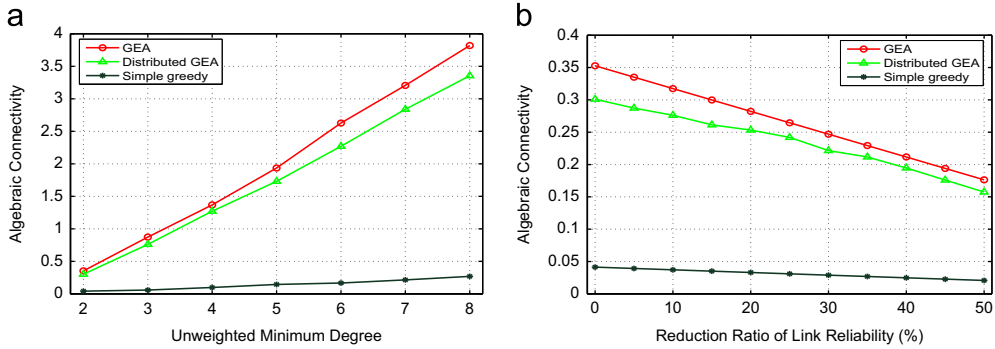 a
4
3.5
3
2.5
2
1.5
1
0.5
0
Algebraic Connectivity
GEA
Distributed GEA
Simple greedy
2 3 4 5 6 7 8
Unweighted Minimum Degree
b
0.4
0.35
0.3
0.25
0.2
0.15
0.1
0.05
0
Algebraic Connectivity
GEA
Distributed GEA
Simple greedy
0 10 20 30 40 50
Reduction Ratio of Link Reliability (%)